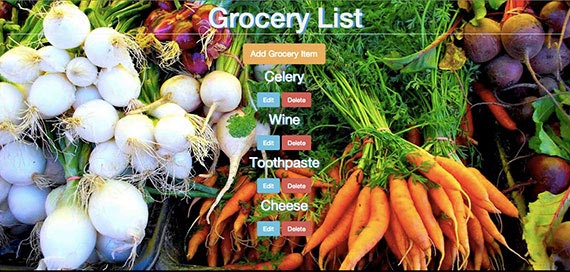 Grocery List
Add Grocery Item
Celery
Edit Delete
Wine
Edit Delete
Toothpaste
Edit Delete
Cheese
Edit Delete